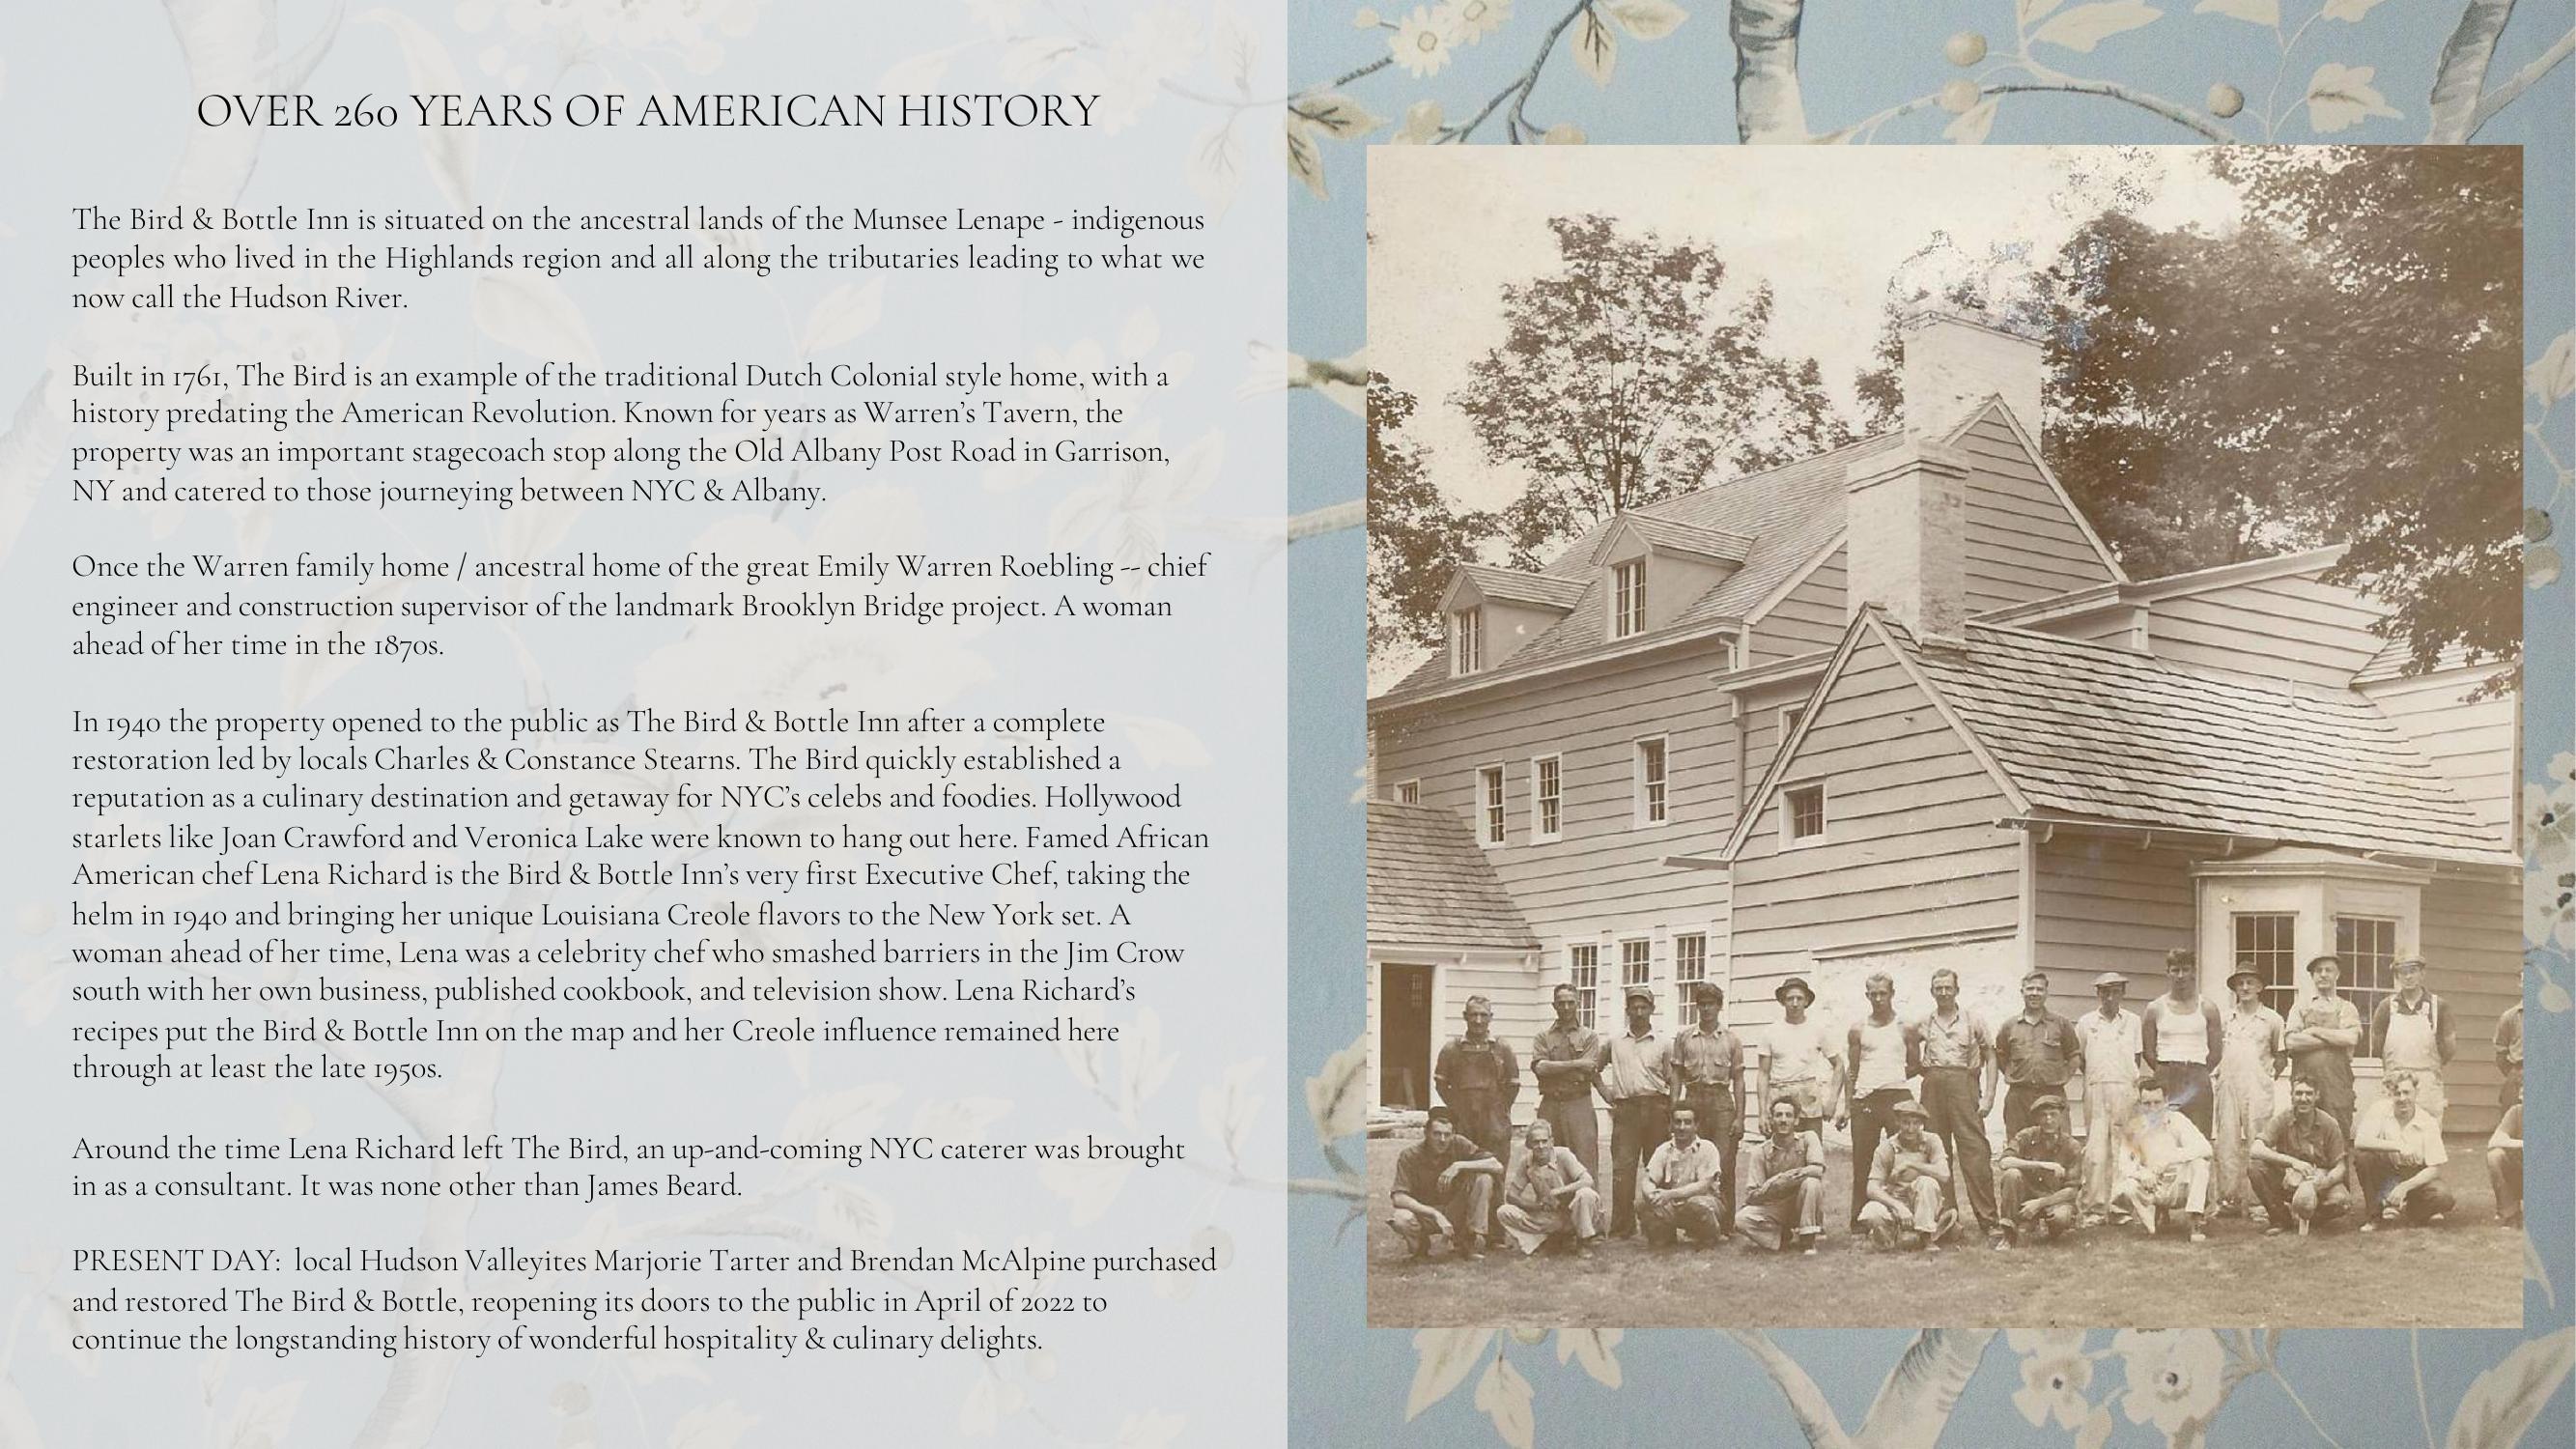 OVER 260 YEARS OF AMERICAN HISTORY
The Bird & Bottle Inn is situated on the ancestral lands of the Munsee Lenape - indigenous
peoples who lived in the Highlands region and all along the tributaries leading to what we
now call the Hudson River.
Built in 1761, The Bird is an example of the traditional Dutch Colonial style home, with a
history predating the American Revolution. Known for years as Warren's Tavern, the
property was an important stagecoach stop along the Old Albany Post Road in Garrison,
NY and catered to those journeying between NYC & Albany.
Once the Warren family home / ancestral home of the great Emily Warren Roebling -- chief
engineer and construction supervisor of the landmark Brooklyn Bridge project. A woman
ahead of her time in the 1870s.
In 1940 the property opened to the public as The Bird & Bottle Inn after a complete
restoration led by locals Charles & Constance Stearns. The Bird quickly established a
reputation as a culinary destination and getaway for NYC's celebs and foodies. Hollywood
starlets like Joan Crawford and Veronica Lake were known to hang out here. Famed African
American chef Lena Richard is the Bird & Bottle Inn's very first Executive Chef, taking the
helm in 1940 and bringing her unique Louisiana Creole flavors to the New York set. A
woman ahead of her time, Lena was a celebrity chef who smashed barriers in the Jim Crow
south with her own business, published cookbook, and television show. Lena Richard's
recipes put the Bird & Bottle Inn on the map and her Creole influence remained here
through at least the late 1950s.
Around the time Lena Richard left The Bird, an up-and-coming NYC caterer was brought
in as a consultant. It was none other than James Beard.
PRESENT DAY:  local Hudson Valleyites Marjorie Tarter and Brendan McAlpine purchased
and restored The Bird & Bottle, reopening its doors to the public in April of 2022 to
continue the longstanding history of wonderful hospitality & culinary delights.